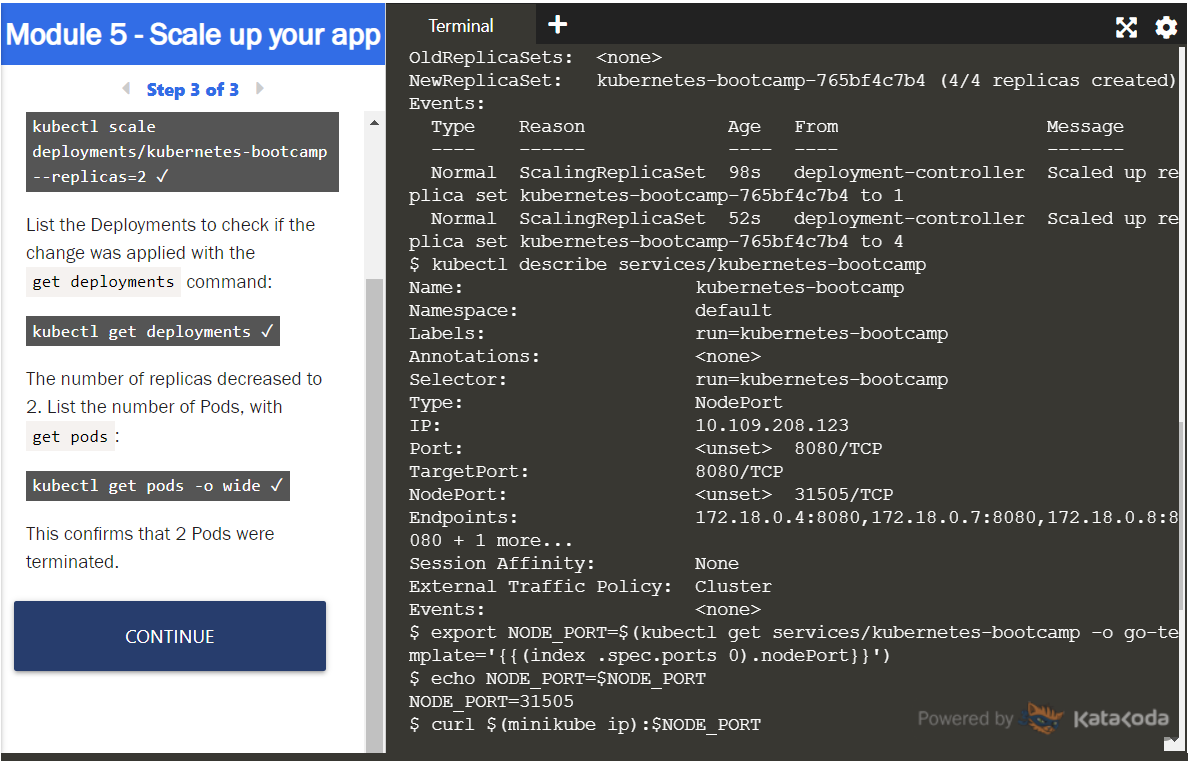 Module 5 - Scale up your app
Step 3 of 3
kubectl scale
deployments/kubernetes-bootcamp
--replicas=2 ✓
List the Deployments to check if the
change was applied with the
get deployments command:
kubectl get deployments ✓
The number of replicas decreased to
2. List the number of Pods, with
get pods :
kubectl get pods -o wide ✓
This confirms that 2 Pods were
terminated.
CONTINUE
Terminal +
OldReplicaSets:  <none>
NewReplicaSet:   kubernetes-bootcamp-765bf4c7b4 (4/4 replicas created)
Events:
  Type    Reason             Age   From                   Message
  ----    ------             ----  ----                   -------
  Normal  ScalingReplicaSet  98s   deployment-controller  Scaled up re
plica set kubernetes-bootcamp-765bf4c7b4 to 1
  Normal  ScalingReplicaSet  52s   deployment-controller  Scaled up re
plica set kubernetes-bootcamp-765bf4c7b4 to 4
$ kubectl describe services/kubernetes-bootcamp
Name:                     kubernetes-bootcamp
Namespace:                default
Labels:                   run=kubernetes-bootcamp
Annotations:              <none>
Selector:                 run=kubernetes-bootcamp
Type:                     NodePort
IP:                       10.109.208.123
Port:                     <unset>  8080/TCP
TargetPort:               8080/TCP
NodePort:                 <unset>  31505/TCP
Endpoints:                172.18.0.4:8080,172.18.0.7:8080,172.18.0.8:8
080 + 1 more...
Session Affinity:         None
External Traffic Policy:  Cluster
Events:                   <none>
$ export NODE_PORT=$(kubectl get services/kubernetes-bootcamp -o go-te
mplate='{{(index .spec.ports 0).nodePort}}')
$ echo NODE_PORT=$NODE_PORT
NODE_PORT=31505
$ curl $(minikube ip):$NODE_PORT
Powered by Katacoda